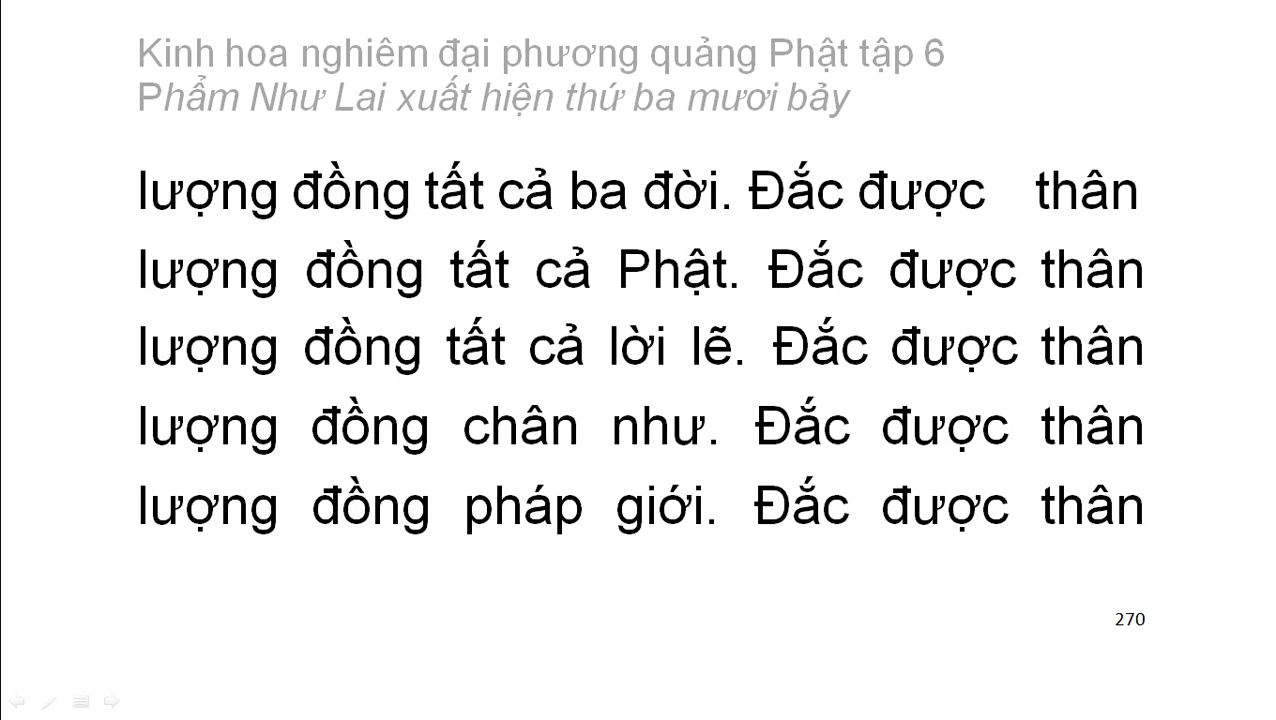 Kinh hoa nghiêm đại phương quảng Phật tập 6
Phẩm Như Lai xuất hiện thứ ba mươi bảy
lượng đồng tất cả ba đời. Đắc được thân
lượng đồng tất cả Phật. Đắc được thân
lượng đồng tất cả lời lẽ. Đắc được thân
lượng đồng chân như. Đắc được thân
lượng đồng pháp giới. Đắc được thân
270